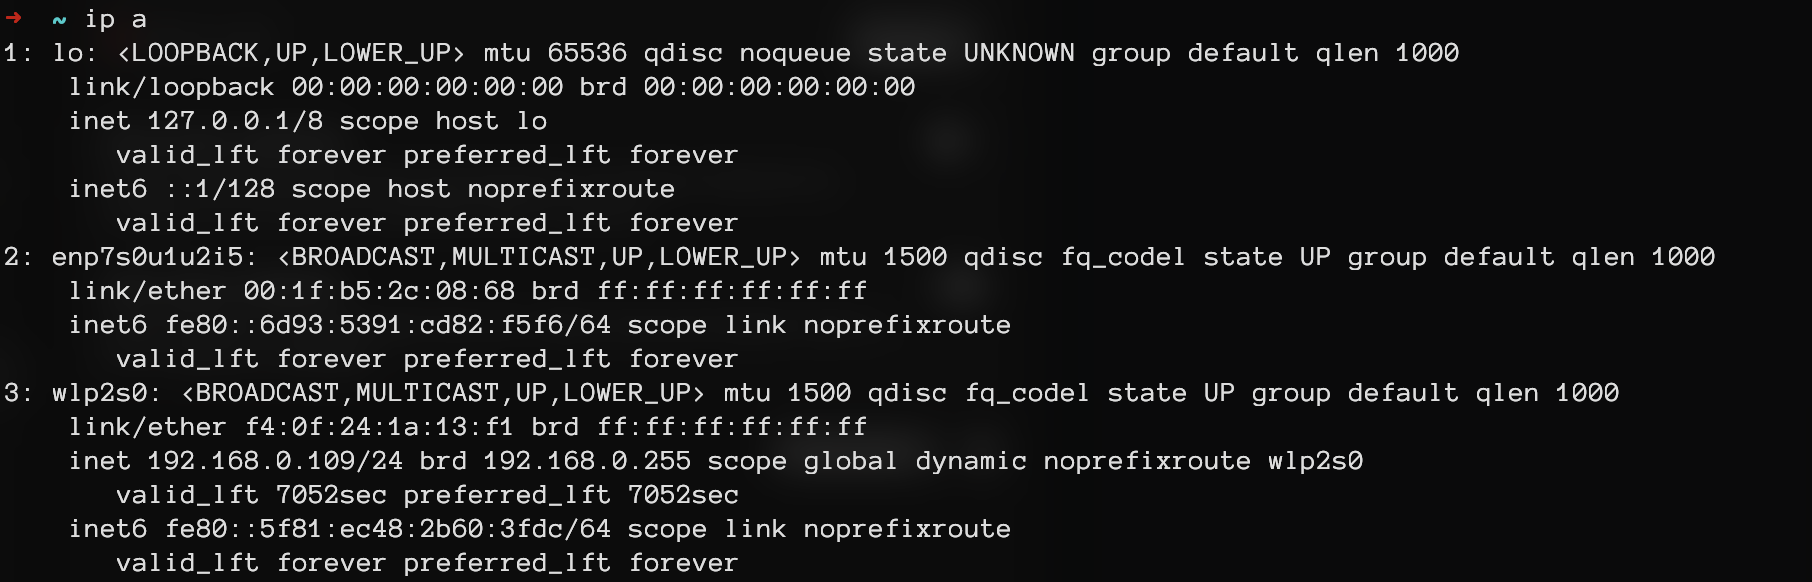 ➜ ~ ip a
1: lo: <LOOPBACK,UP,LOWER_UP> mtu 65536 qdisc noqueue state UNKNOWN group default qlen 1000
    link/loopback 00:00:00:00:00:00 brd 00:00:00:00:00:00
    inet 127.0.0.1/8 scope host lo
       valid_lft forever preferred_lft forever
    inet6 ::1/128 scope host noprefixroute
       valid_lft forever preferred_lft forever
2: enp7s0u1u2i5: <BROADCAST,MULTICAST,UP,LOWER_UP> mtu 1500 qdisc fq_codel state UP group default qlen 1000
    link/ether 00:1f:b5:2c:08:68 brd ff:ff:ff:ff:ff:ff
    inet6 fe80::6d93:5391:cd82:f5f6/64 scope link noprefixroute
       valid_lft forever preferred_lft forever
3: wlp2s0: <BROADCAST,MULTICAST,UP,LOWER_UP> mtu 1500 qdisc fq_codel state UP group default qlen 1000
    link/ether f4:0f:24:1a:13:f1 brd ff:ff:ff:ff:ff:ff
    inet 192.168.0.109/24 brd 192.168.0.255 scope global dynamic noprefixroute wlp2s0
       valid_lft 7052sec preferred_lft 7052sec
    inet6 fe80::5f81:ec48:2b60:3fdc/64 scope link noprefixroute
       valid_lft forever preferred_lft forever